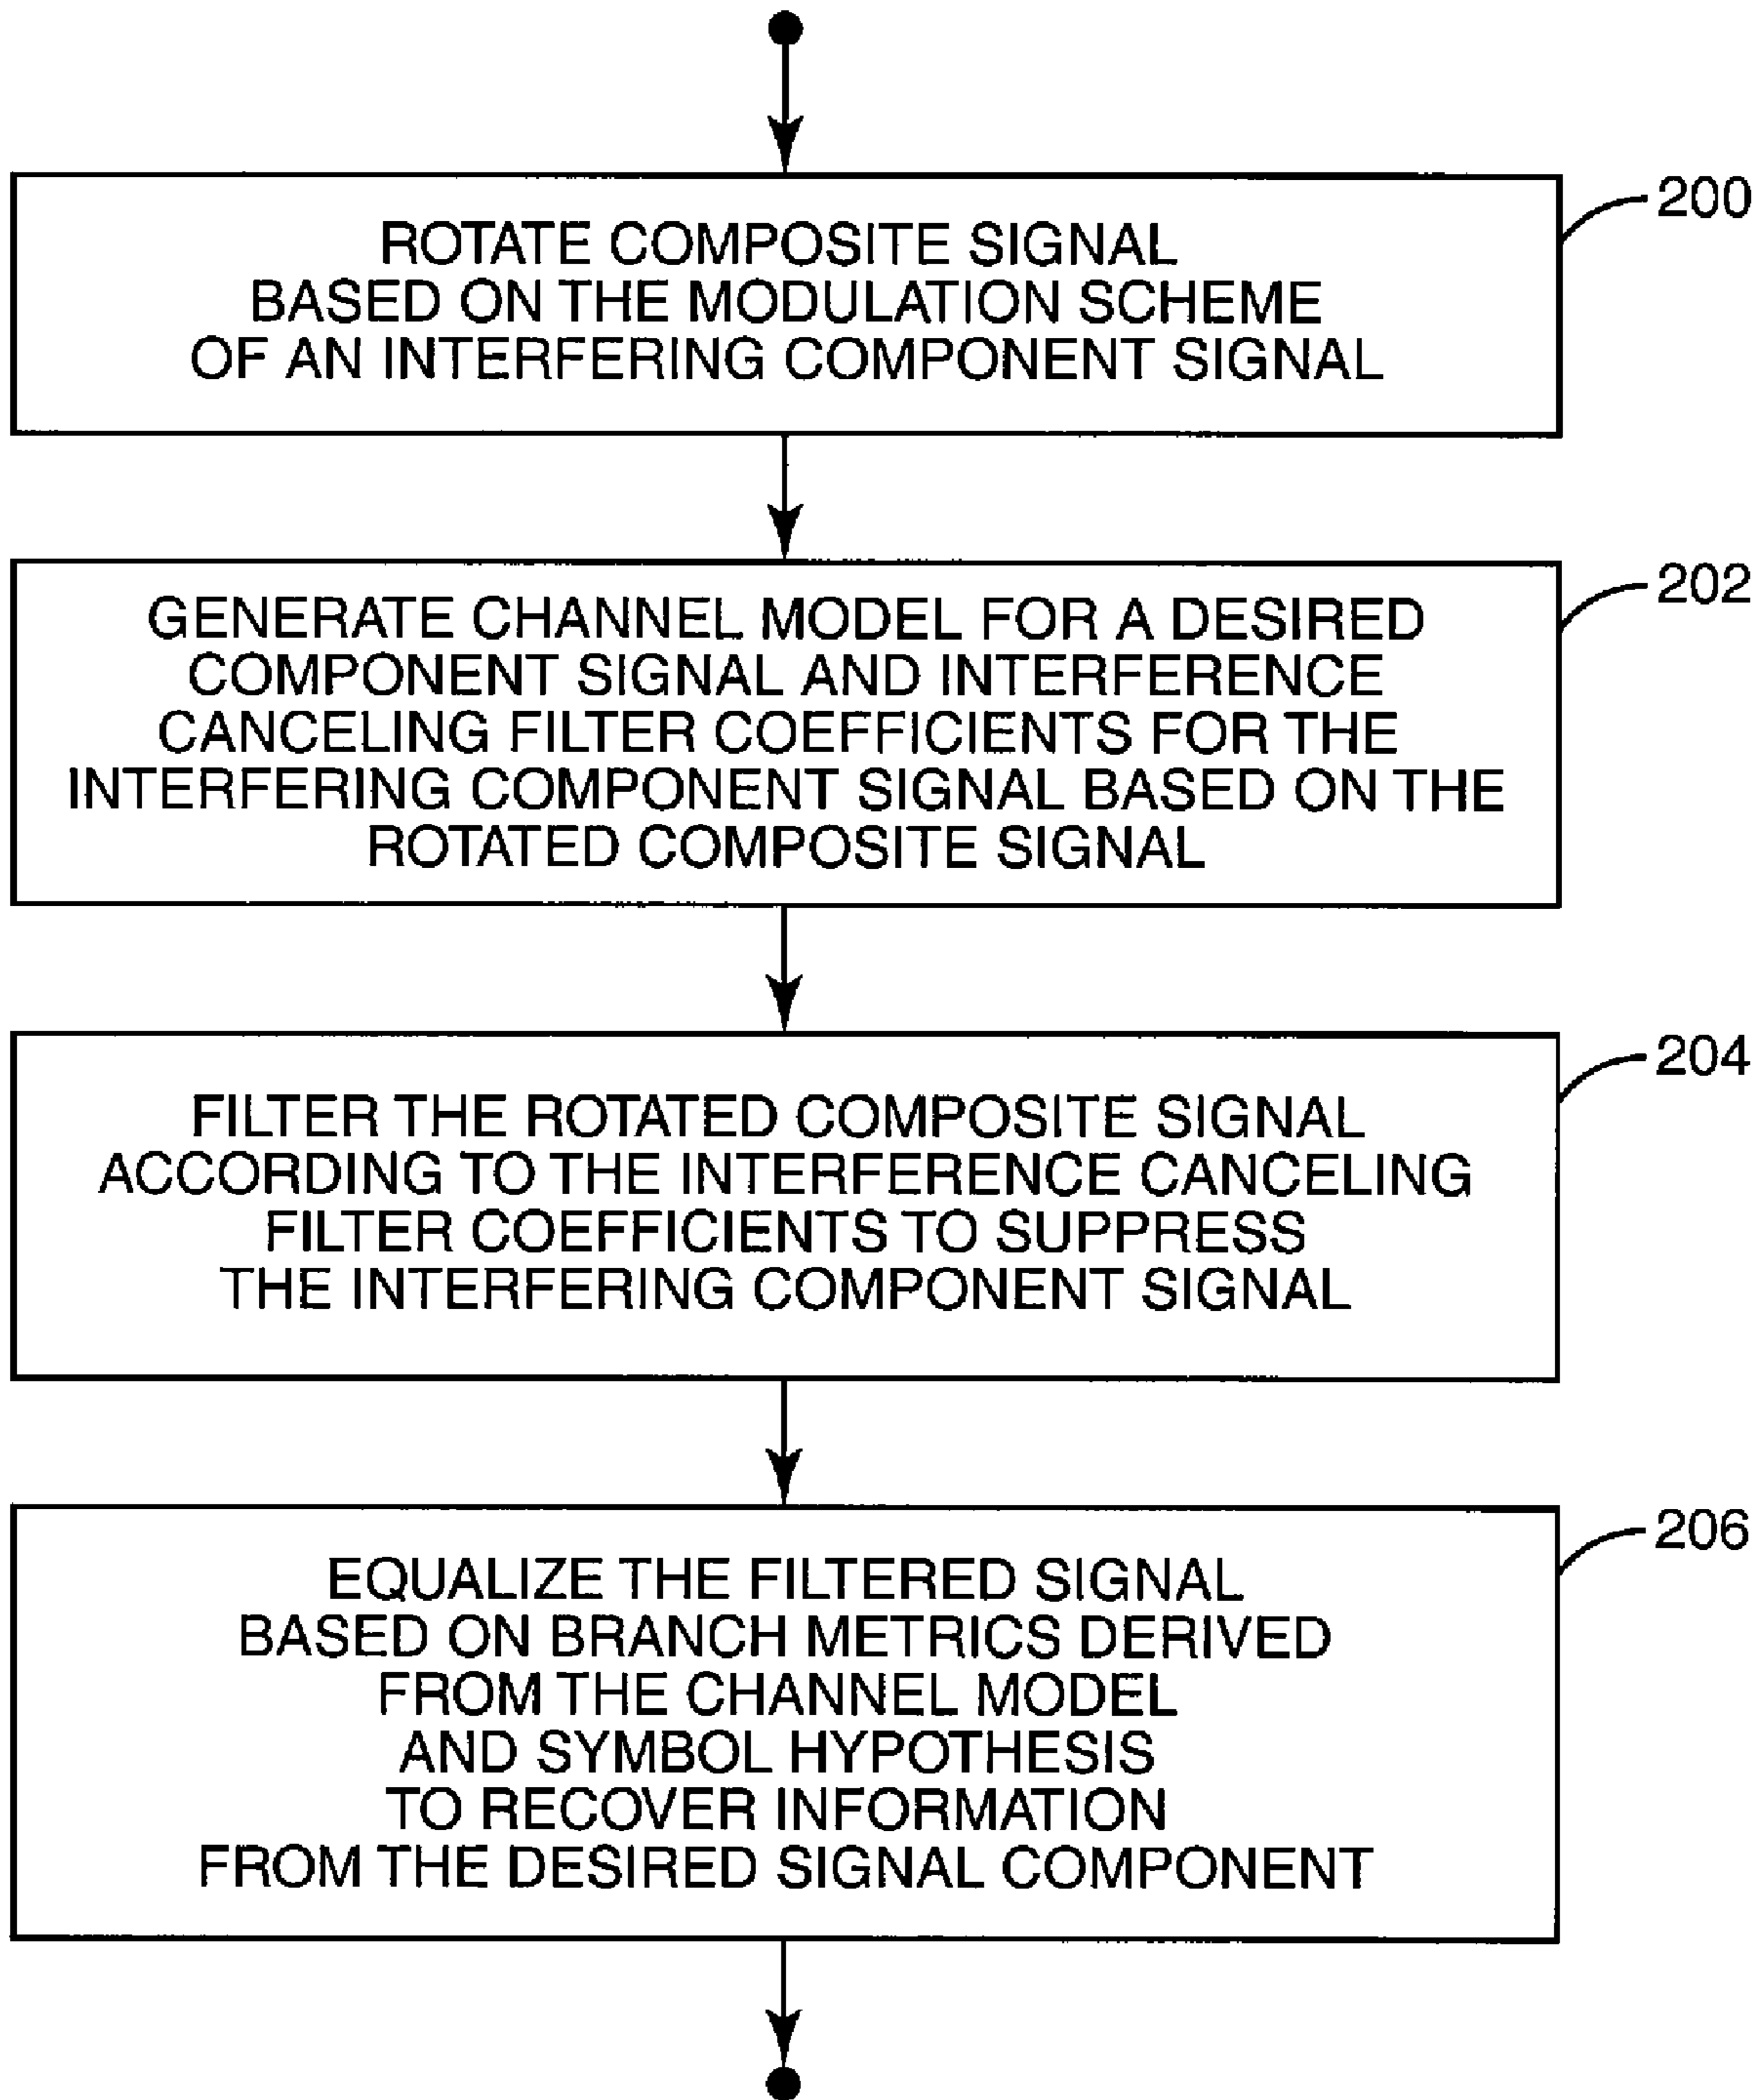 200
ROTATE COMPOSITE SIGNAL
BASED ON THE MODULATION SCHEME
OF AN INTERFERING COMPONENT SIGNAL
202
GENERATE CHANNEL MODEL FOR A DESIRED
COMPONENT SIGNAL AND INTERFERENCE
CANCELING FILTER COEFFICIENTS FOR THE
INTERFERING COMPONENT SIGNAL BASED ON THE
ROTATED COMPOSITE SIGNAL
204
FILTER THE ROTATED COMPOSITE SIGNAL
ACCORDING TO THE INTERFERENCE CANCELING
FILTER COEFFICIENTS TO SUPPRESS
THE INTERFERING COMPONENT SIGNAL
206
EQUALIZE THE FILTERED SIGNAL
BASED ON BRANCH METRICS DERIVED
FROM THE CHANNEL MODEL
AND SYMBOL HYPOTHESIS
TO RECOVER INFORMATION
FROM THE DESIRED SIGNAL COMPONENT